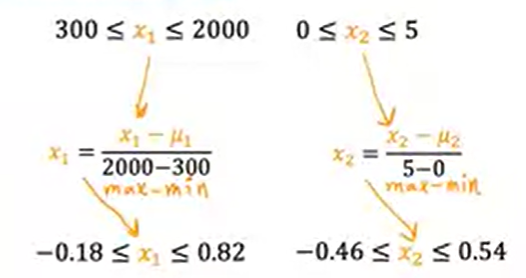 300 ≤ x₁ ≤ 2000
0 ≤ x₂ ≤ 5
x₁ = (x₁ − μ₁) / (2000−300)
max-min
x₂ = (x₂ − μ₂) / (5−0)
max-min
−0.18 ≤ x₁ ≤ 0.82
−0.46 ≤ x₂ ≤ 0.54